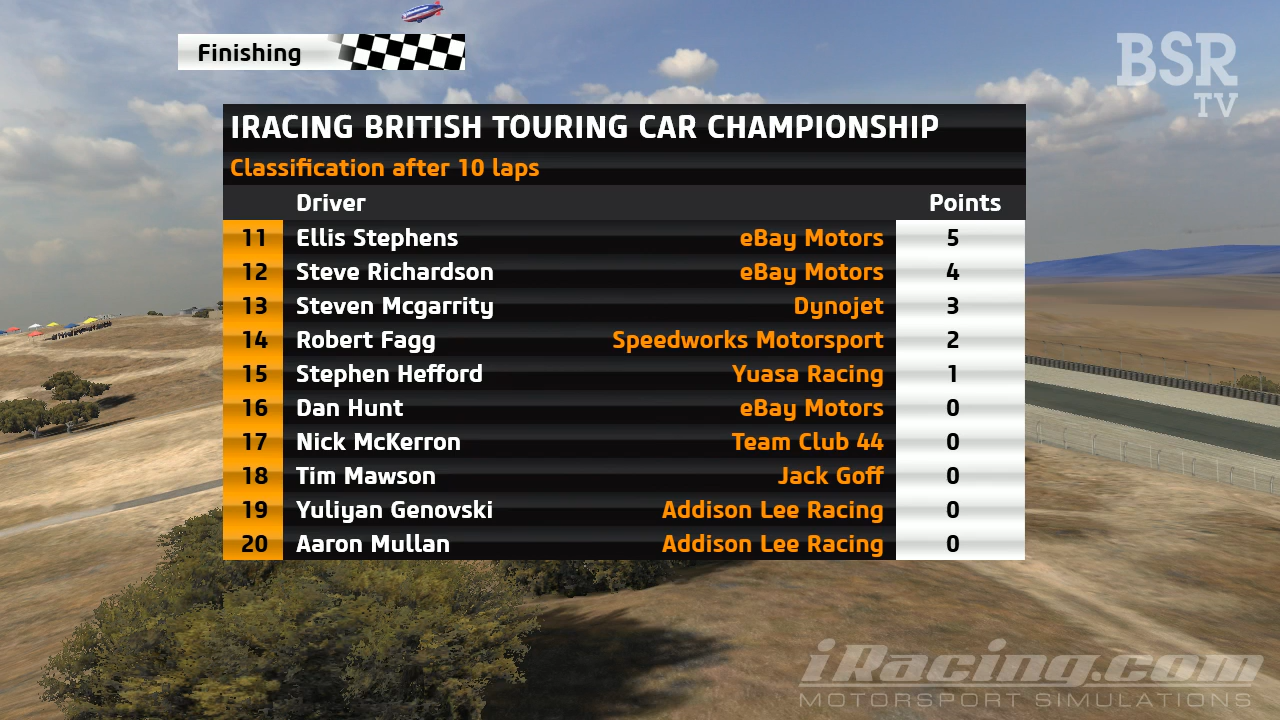 Finishing
BSR
TV
IRACING BRITISH TOURING CAR CHAMPIONSHIP
Classification after 10 laps
Driver Points
11 Ellis Stephens eBay Motors 5
12 Steve Richardson eBay Motors 4
13 Steven Mcgarrity Dynojet 3
14 Robert Fagg Speedworks Motorsport 2
15 Stephen Hefford Yuasa Racing 1
16 Dan Hunt eBay Motors 0
17 Nick McKerron Team Club 44 0
18 Tim Mawson Jack Goff 0
19 Yuliyan Genovski Addison Lee Racing 0
20 Aaron Mullan Addison Lee Racing 0
iRacing.com
MOTORSPORT SIMULATIONS